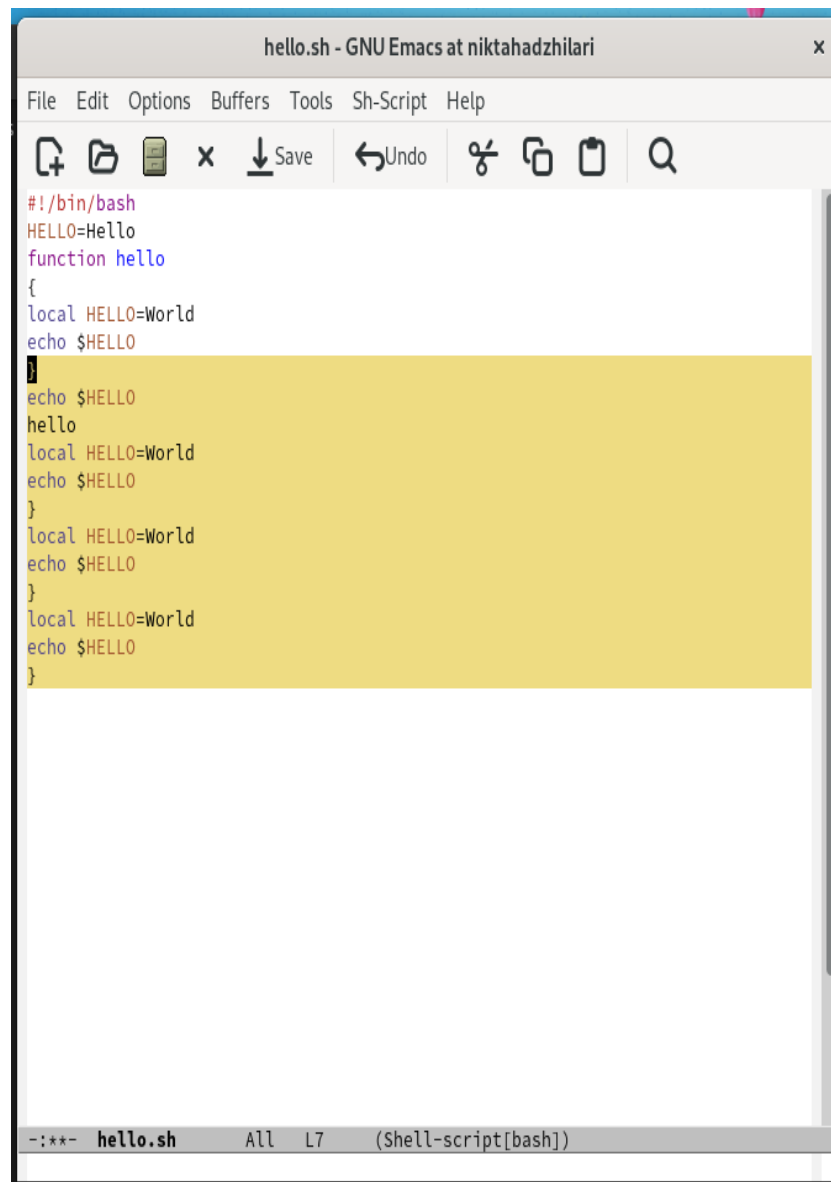 hello.sh - GNU Emacs at niktahadzhilari
File Edit Options Buffers Tools Sh-Script Help
Save Undo
#!/bin/bash
HELLO=Hello
function hello
{
local HELLO=World
echo $HELLO
}
echo $HELLO
hello
local HELLO=World
echo $HELLO
}
local HELLO=World
echo $HELLO
}
local HELLO=World
echo $HELLO
}
-:**- hello.sh All L7 (Shell-script[bash])